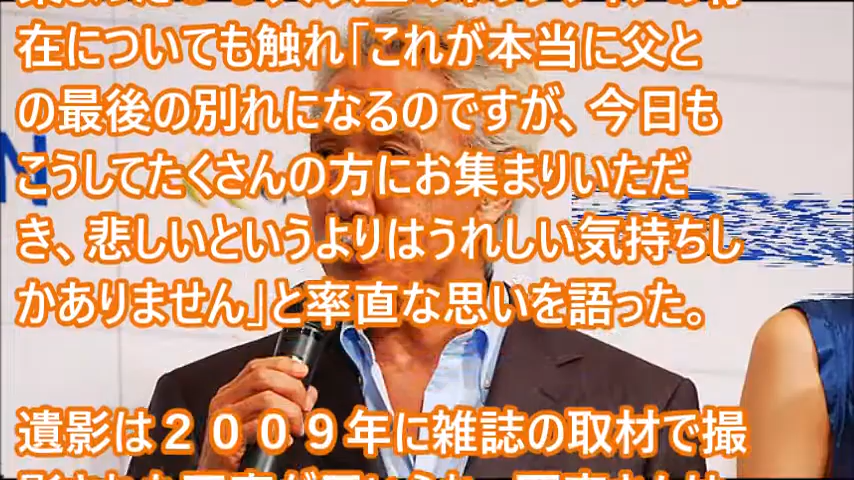 在についても触れ「これが本当に父と
の最後の別れになるのですが、今日も
こうしてたくさんの方にお集まりいただ
き、悲しいというよりはうれしい気持ちし
かありません」と率直な思いを語った。
遺影は２００９年に雑誌の取材で撮